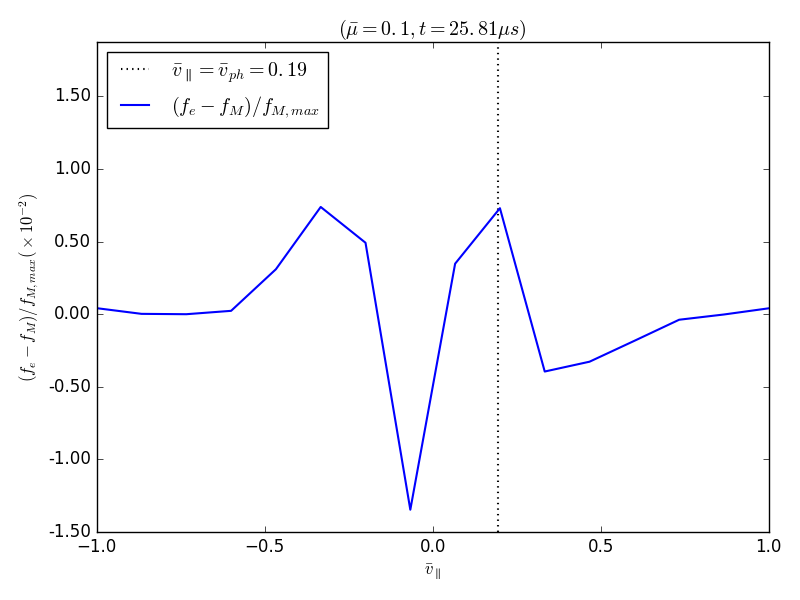 (μ̄ = 0.1, t = 25.81μs)
v̄∥ = v̄ph = 0.19
(fe − fM)/fM,max
(fe − fM)/fM,max(×10⁻²)
1.50
1.00
0.50
0.00
-0.50
-1.00
-1.50
−1.0 −0.5 0.0 0.5 1.0
v̄∥